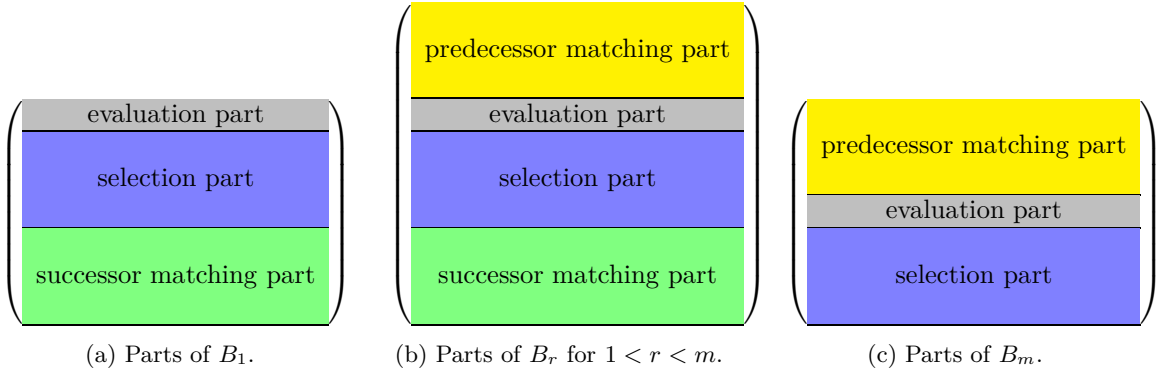 evaluation part
selection part
successor matching part
(a) Parts of B₁.
predecessor matching part
evaluation part
selection part
successor matching part
(b) Parts of Bᵣ for 1 < r < m.
predecessor matching part
evaluation part
selection part
(c) Parts of Bₘ.